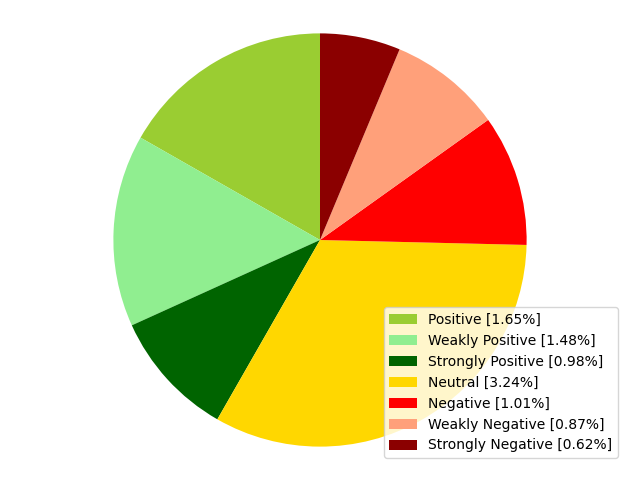 Positive [1.65%]
Weakly Positive [1.48%]
Strongly Positive [0.98%]
Neutral [3.24%]
Negative [1.01%]
Weakly Negative [0.87%]
Strongly Negative [0.62%]